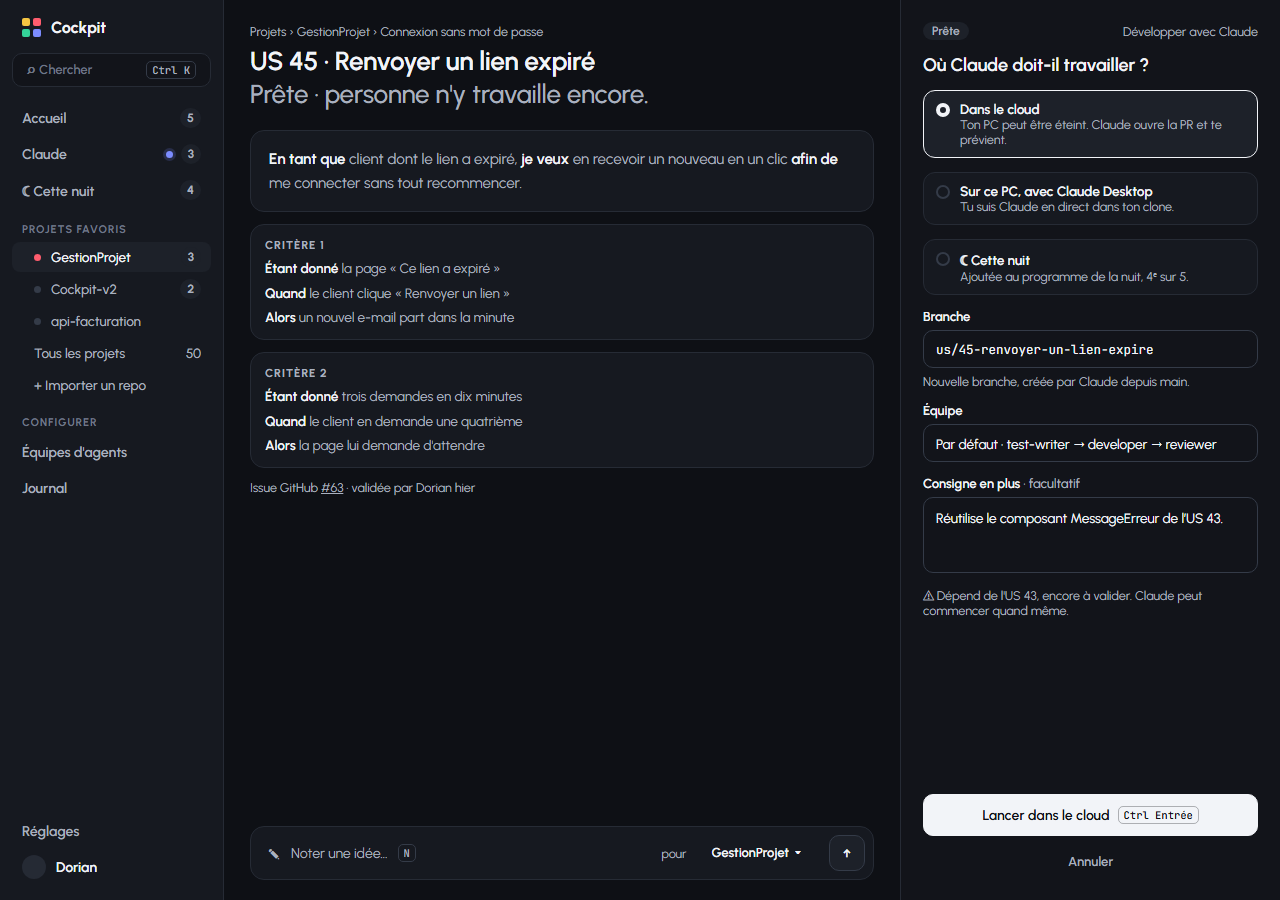 Cockpit
Chercher Ctrl K
Accueil 5
Claude 3
Cette nuit 4
PROJETS FAVORIS
GestionProjet 3
Cockpit-v2 2
api-facturation
Tous les projets 50
+ Importer un repo
CONFIGURER
Équipes d'agents
Journal
Réglages
Dorian
Projets › GestionProjet › Connexion sans mot de passe
US 45 · Renvoyer un lien expiré
Prête · personne n'y travaille encore.
En tant que client dont le lien a expiré, je veux en recevoir un nouveau en un clic afin de
me connecter sans tout recommencer.
CRITÈRE 1
Étant donné la page « Ce lien a expiré »
Quand le client clique « Renvoyer un lien »
Alors un nouvel e-mail part dans la minute
CRITÈRE 2
Étant donné trois demandes en dix minutes
Quand le client en demande une quatrième
Alors la page lui demande d'attendre
Issue GitHub #63 · validée par Dorian hier
Noter une idée... N pour GestionProjet
Prête Développer avec Claude
Où Claude doit-il travailler ?
Dans le cloud
Ton PC peut être éteint. Claude ouvre la PR et te
prévient.
Sur ce PC, avec Claude Desktop
Tu suis Claude en direct dans ton clone.
Cette nuit
Ajoutée au programme de la nuit, 4ᵉ sur 5.
Branche
us/45-renvoyer-un-lien-expire
Nouvelle branche, créée par Claude depuis main.
Équipe
Par défaut · test-writer → developer → reviewer
Consigne en plus · facultatif
Réutilise le composant MessageErreur de l'US 43.
⚠ Dépend de l'US 43, encore à valider. Claude peut
commencer quand même.
Lancer dans le cloud Ctrl Entrée
Annuler